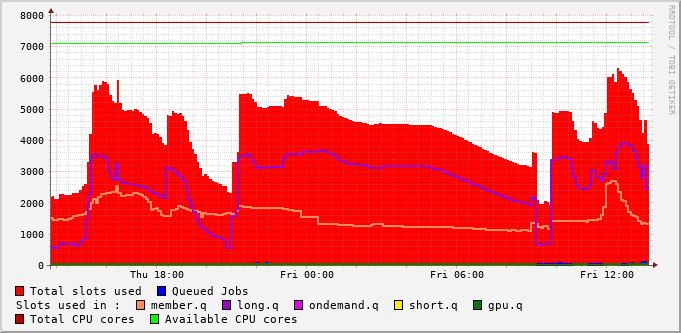 8000
7000
6000
5000
4000
3000
2000
1000
0
Thu 18:00 Fri 00:00 Fri 06:00 Fri 12:00
RRDTOOL / TOBI OETIKER
Total slots used Queued Jobs
Slots used in : member.q long.q ondemand.q short.q gpu.q
Total CPU cores Available CPU cores